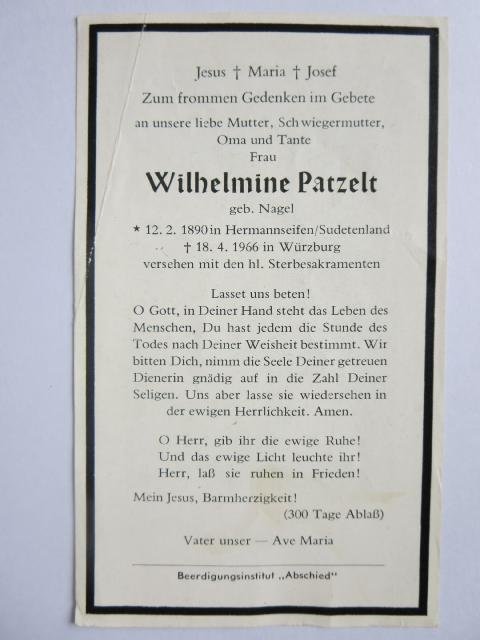 Jesus † Maria † Josef
Zum frommen Gedenken im Gebete
an unsere liebe Mutter, Schwiegermutter,
Oma und Tante
Frau
Wilhelmine Patzelt
geb. Nagel
* 12. 2. 1890 in Hermannseifen/Sudetenland
† 18. 4. 1966 in Würzburg
versehen mit den hl. Sterbesakramenten
Lasset uns beten!
O Gott, in Deiner Hand steht das Leben des
Menschen, Du hast jedem die Stunde des
Todes nach Deiner Weisheit bestimmt. Wir
bitten Dich, nimm die Seele Deiner getreuen
Dienerin gnädig auf in die Zahl Deiner
Seligen. Uns aber lasse sie wiedersehen in
der ewigen Herrlichkeit. Amen.
O Herr, gib ihr die ewige Ruhe!
Und das ewige Licht leuchte ihr!
Herr, laß sie ruhen in Frieden!
Mein Jesus, Barmherzigkeit!
(300 Tage Ablaß)
Vater unser — Ave Maria
Beerdigungsinstitut „Abschied"